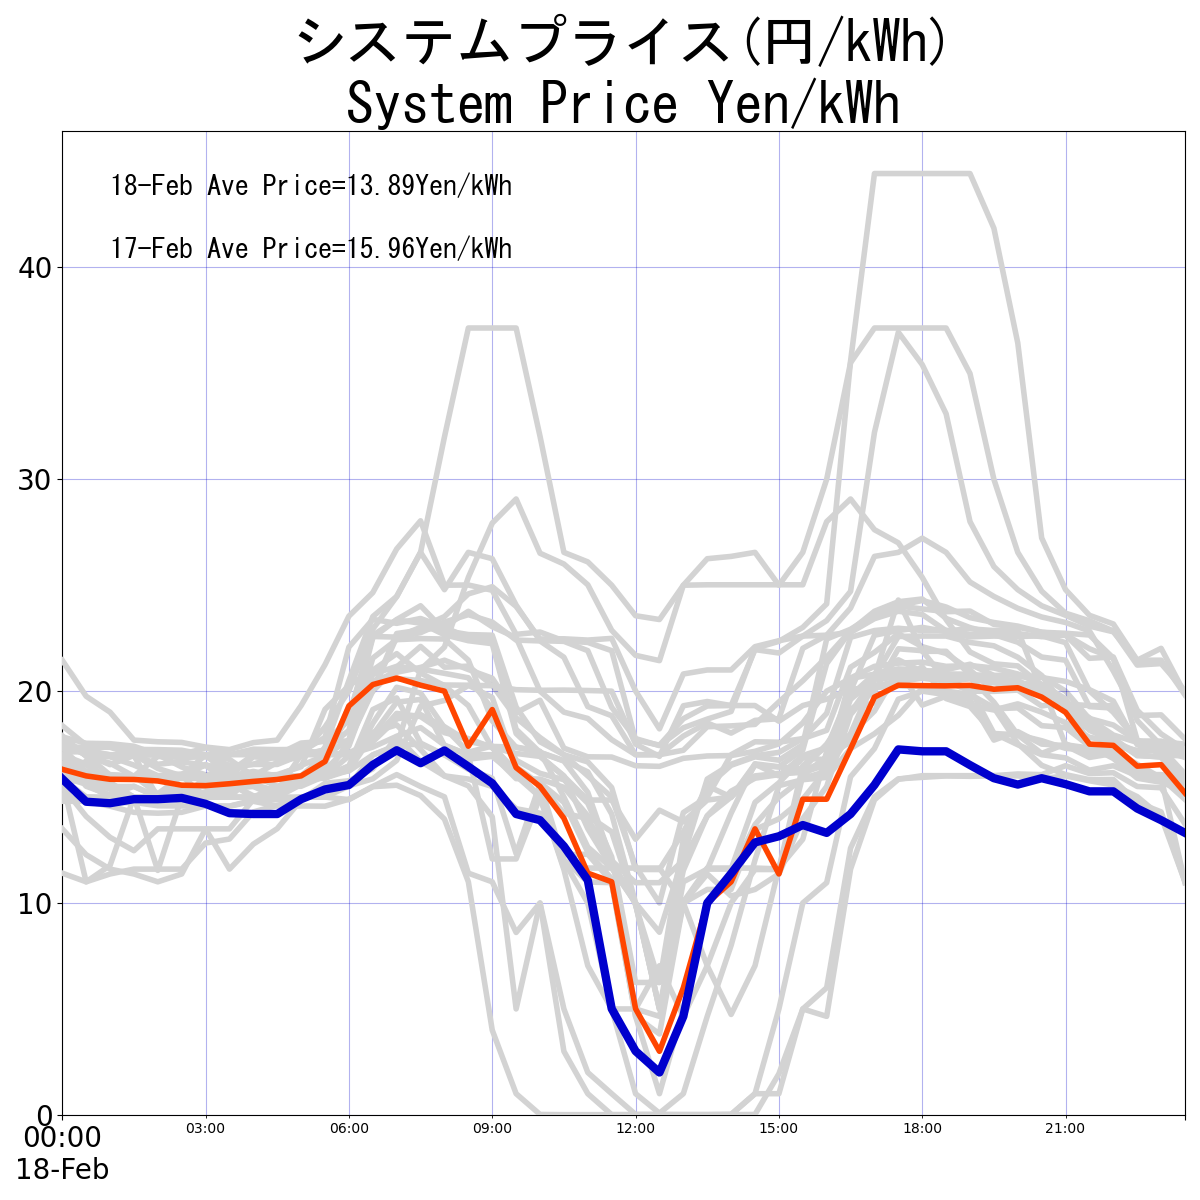 システムプライス(円/kWh)
System Price Yen/kWh
18-Feb Ave Price=13.89Yen/kWh
17-Feb Ave Price=15.96Yen/kWh
40
30
20
10
0
00:00 03:00 06:00 09:00 12:00 15:00 18:00 21:00
18-Feb